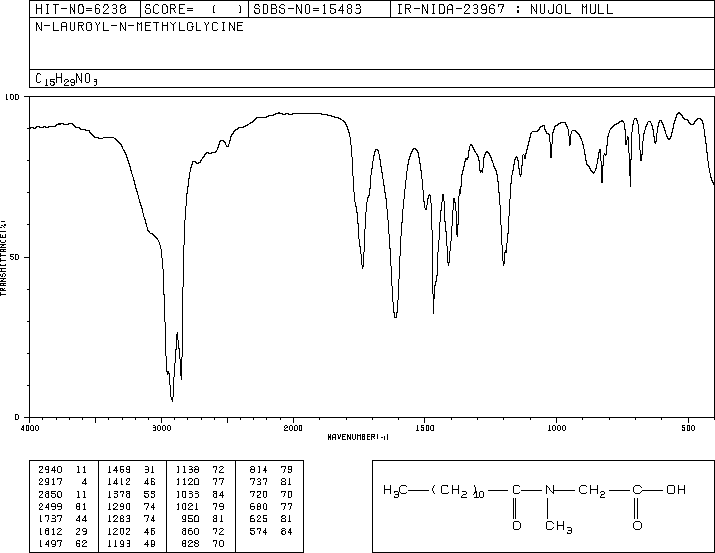 HIT-NO=6238 SCORE= ( ) SDBS-NO=15483 IR-NIDA-23967 : NUJOL MULL
N-LAUROYL-N-METHYLGLYCINE
C15H29NO3
100
50
0
TRANSMITTANCE(%)
4000 3000 2000 1500 1000 500
WAVENUMBER(-1)
2940 11 1469 31 1138 72 814 79
2917 4 1412 46 1120 77 737 81
2850 11 1378 55 1033 84 720 70
2499 81 1290 74 1021 79 680 77
1737 44 1283 74 950 81 625 81
1612 29 1202 46 860 72 574 84
1497 62 1193 49 828 70
H3C—(CH2)10—C—N—CH2—C—OH
O CH3 O